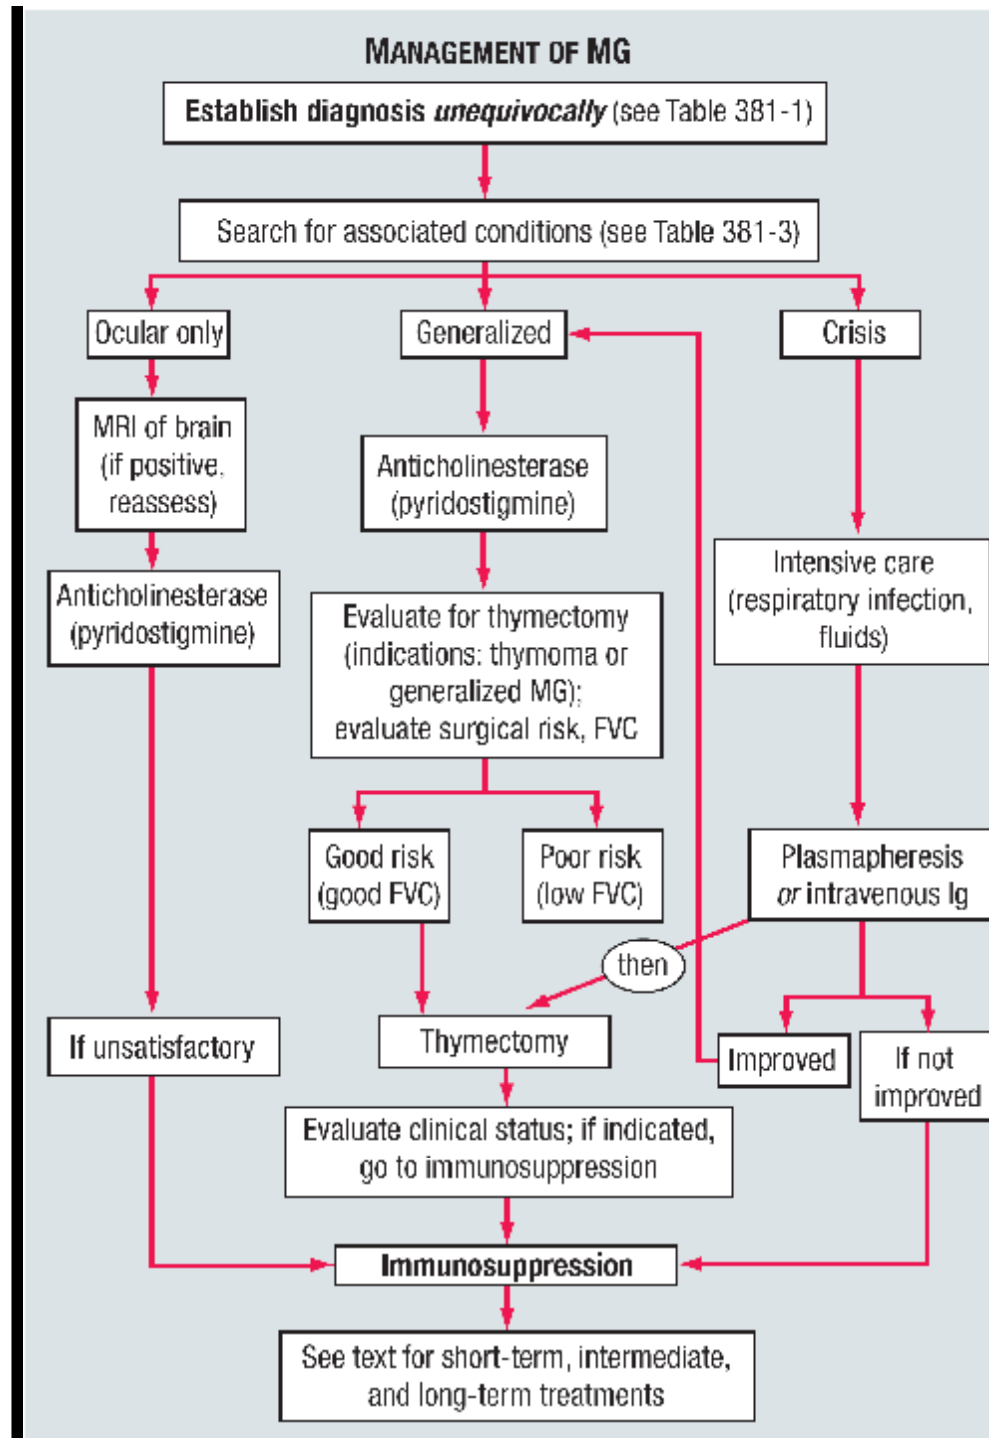 MANAGEMENT OF MG
Establish diagnosis unequivocally (see Table 381-1)
Search for associated conditions (see Table 381-3)
Ocular only
Generalized
Crisis
MRI of brain
(if positive,
reassess)
Anticholinesterase
(pyridostigmine)
Anticholinesterase
(pyridostigmine)
Intensive care
(respiratory infection,
fluids)
Evaluate for thymectomy
(indications: thymoma or
generalized MG);
evaluate surgical risk, FVC
Good risk
(good FVC)
Poor risk
(low FVC)
Plasmapheresis
or intravenous Ig
then
If unsatisfactory
Thymectomy
Improved
If not
improved
Evaluate clinical status; if indicated,
go to immunosuppression
Immunosuppression
See text for short-term, intermediate,
and long-term treatments